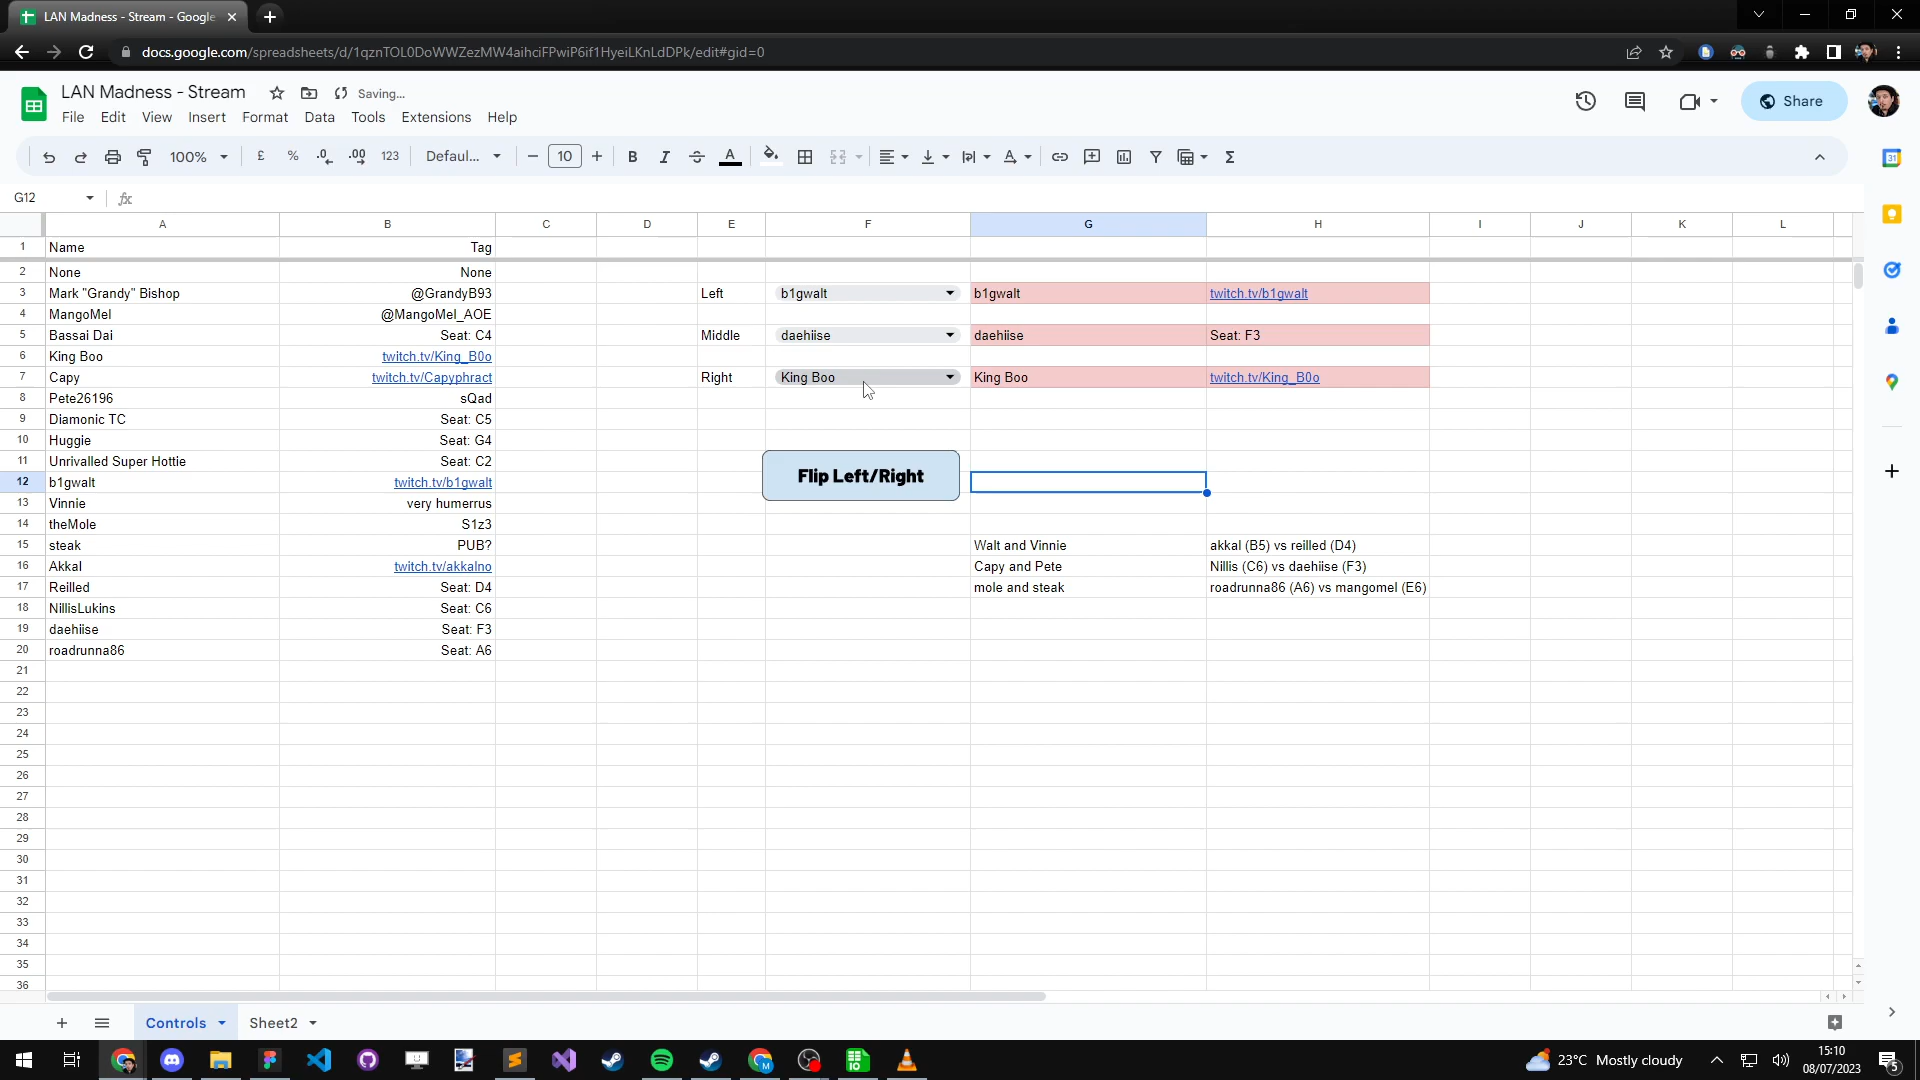 LAN Madness - Stream - Google
docs.google.com/spreadsheets/d/1qznTOL0DoWWZezMW4aihciFPwiP6if1HyeiLKnLdDPk/edit#gid=0
LAN Madness - Stream
Saving...
Share
File Edit View Insert Format Data Tools Extensions Help
100% £ % .0 .00 123 Defaul... 10 B I S A
31
G12 fx
A B C D E F G H I J K L
1 Name Tag
2 None None
3 Mark "Grandy" Bishop @GrandyB93 Left b1gwalt b1gwalt twitch.tv/b1gwalt
4 MangoMel @MangoMel_AOE
5 Bassai Dai Seat: C4 Middle daehiise daehiise Seat: F3
6 King Boo twitch.tv/King_B0o
7 Capy twitch.tv/Capyphract Right King Boo King Boo twitch.tv/King_B0o
8 Pete26196 sQad
9 Diamonic TC Seat: C5
10 Huggie Seat: G4
11 Unrivalled Super Hottie Seat: C2
Flip Left/Right
12 b1gwalt twitch.tv/b1gwalt
13 Vinnie very humerrus
14 theMole S1z3
15 steak PUB? Walt and Vinnie akkal (B5) vs reilled (D4)
16 Akkal twitch.tv/akkalno Capy and Pete Nillis (C6) vs daehiise (F3)
17 Reilled Seat: D4 mole and steak roadrunna86 (A6) vs mangomel (E6)
18 NillisLukins Seat: C6
19 daehiise Seat: F3
20 roadrunna86 Seat: A6
21
22
23
24
25
26
27
28
29
30
31
32
33
34
35
36
Controls Sheet2
23°C Mostly cloudy
15:10
08/07/2023
5